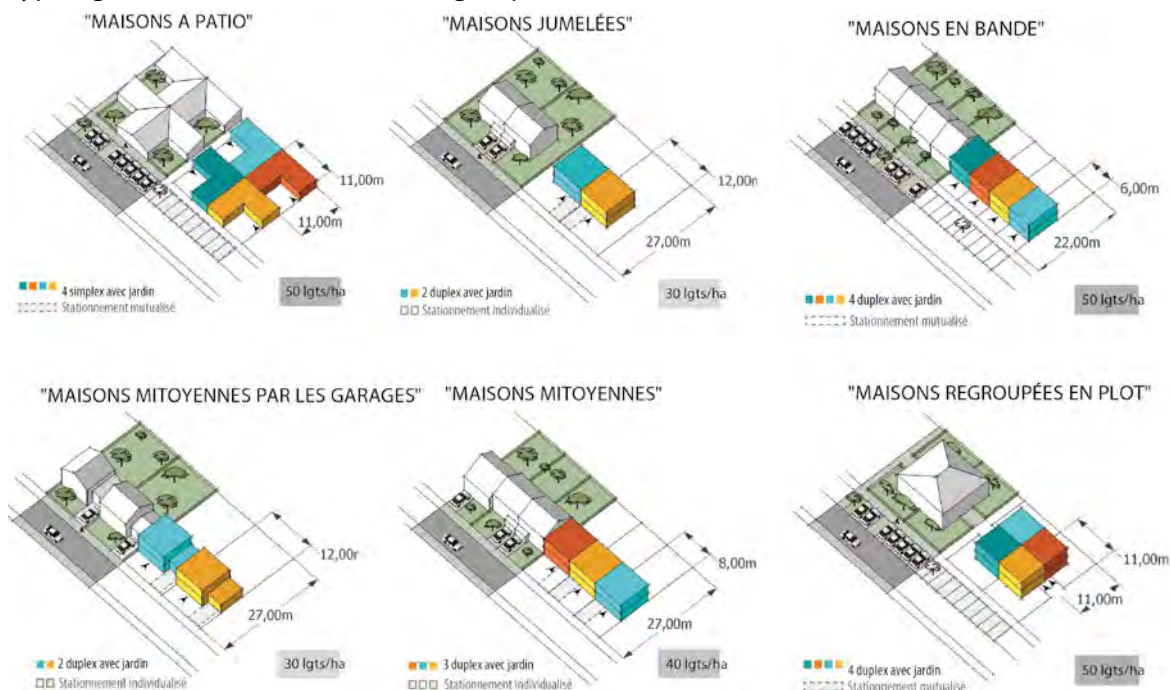 "MAISONS A PATIO"
11,00m
11,00m
4 simplex avec jardin
Stationnement mutualisé
50 lgts/ha
"MAISONS JUMELÉES"
12,00m
27,00m
2 duplex avec jardin
Stationnement individualisé
30 lgts/ha
"MAISONS EN BANDE"
6,00m
22,00m
4 duplex avec jardin
Stationnement mutualisé
50 lgts/ha
"MAISONS MITOYENNES PAR LES GARAGES"
12,00r
27,00m
2 duplex avec jardin
Stationnement individualisé
30 lgts/ha
"MAISONS MITOYENNES"
8,00m
27,00m
3 duplex avec jardin
Stationnement individualisé
40 lgts/ha
"MAISONS REGROUPÉES EN PLOT"
11,00m
11,00m
4 duplex avec jardin
Stationnement mutualisé
50 lgts/ha